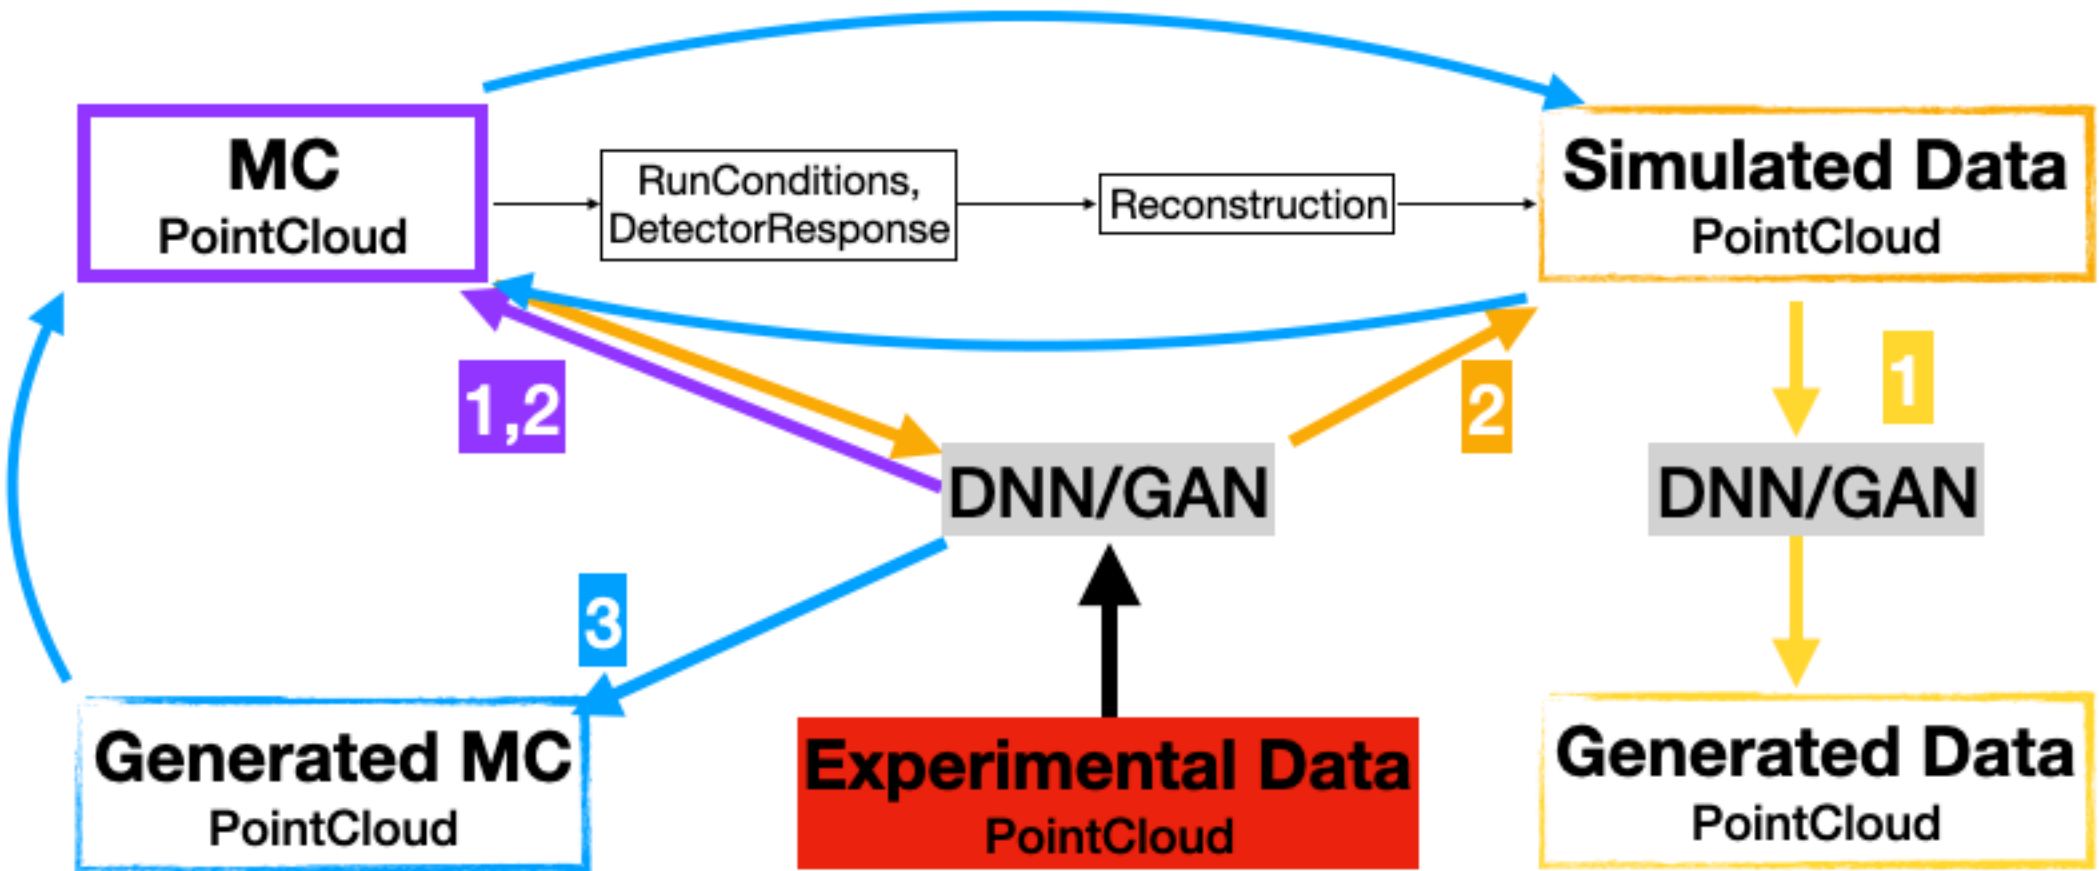 MC
PointCloud
RunConditions,
DetectorResponse
Reconstruction
Simulated Data
PointCloud
1,2
2
1
DNN/GAN
DNN/GAN
3
Generated MC
PointCloud
Experimental Data
PointCloud
Generated Data
PointCloud